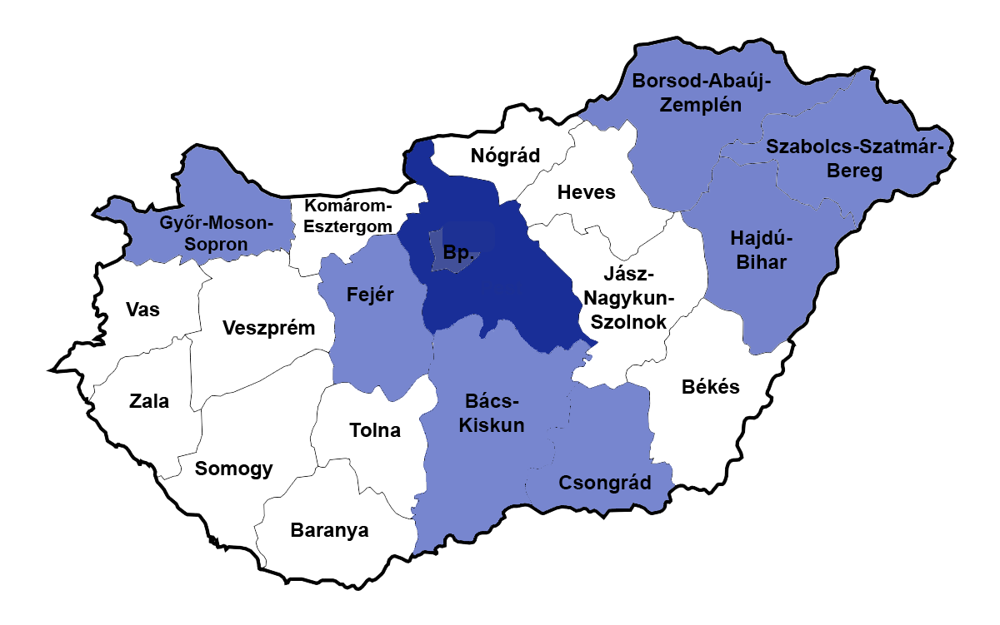 Borsod-Abaúj-
Zemplén
Szabolcs-Szatmár-
Bereg
Nógrád
Heves
Komárom-
Esztergom
Győr-Moson-
Sopron
Hajdú-
Bihar
Bp.
Jász-
Nagykun-
Szolnok
Fejér
Vas
Veszprém
Békés
Zala
Bács-
Kiskun
Tolna
Somogy
Csongrád
Baranya